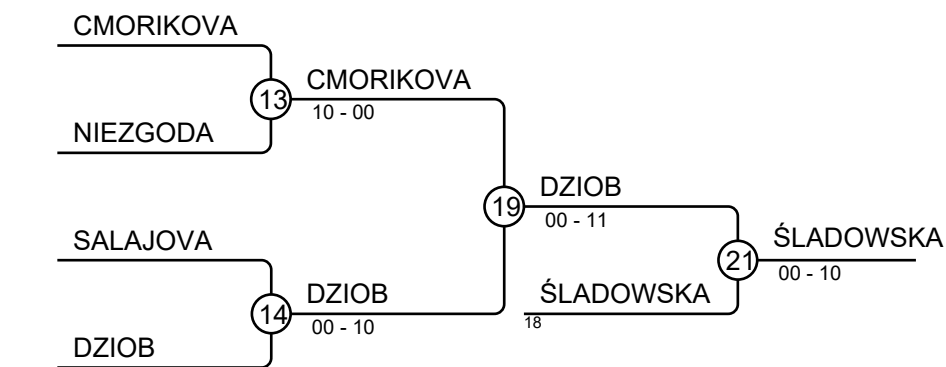 CMORIKOVA
13
CMORIKOVA
10 - 00
NIEZGODA
19
DZIOB
00 - 11
SALAJOVA
14
DZIOB
00 - 10
DZIOB
ŚLADOWSKA
18
21
ŚLADOWSKA
00 - 10